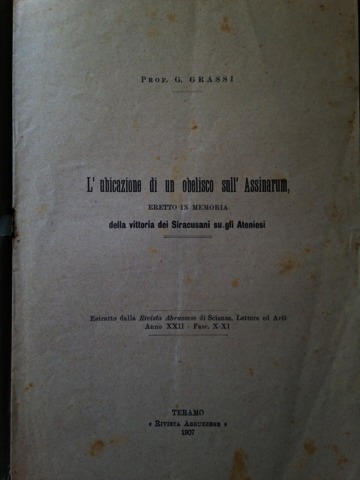 Prof. G. GRASSI
L' ubicazione di un obelisco sull' Assinarum,
ERETTO IN MEMORIA
della vittoria dei Siracusani su gli Ateniesi
Estratto dalla Rivista Abruzzese di Scienze, Lettere ed Arti
Anno XXII - Fasc. X-XI
TERAMO
« RIVISTA ABRUZZESE »
1907